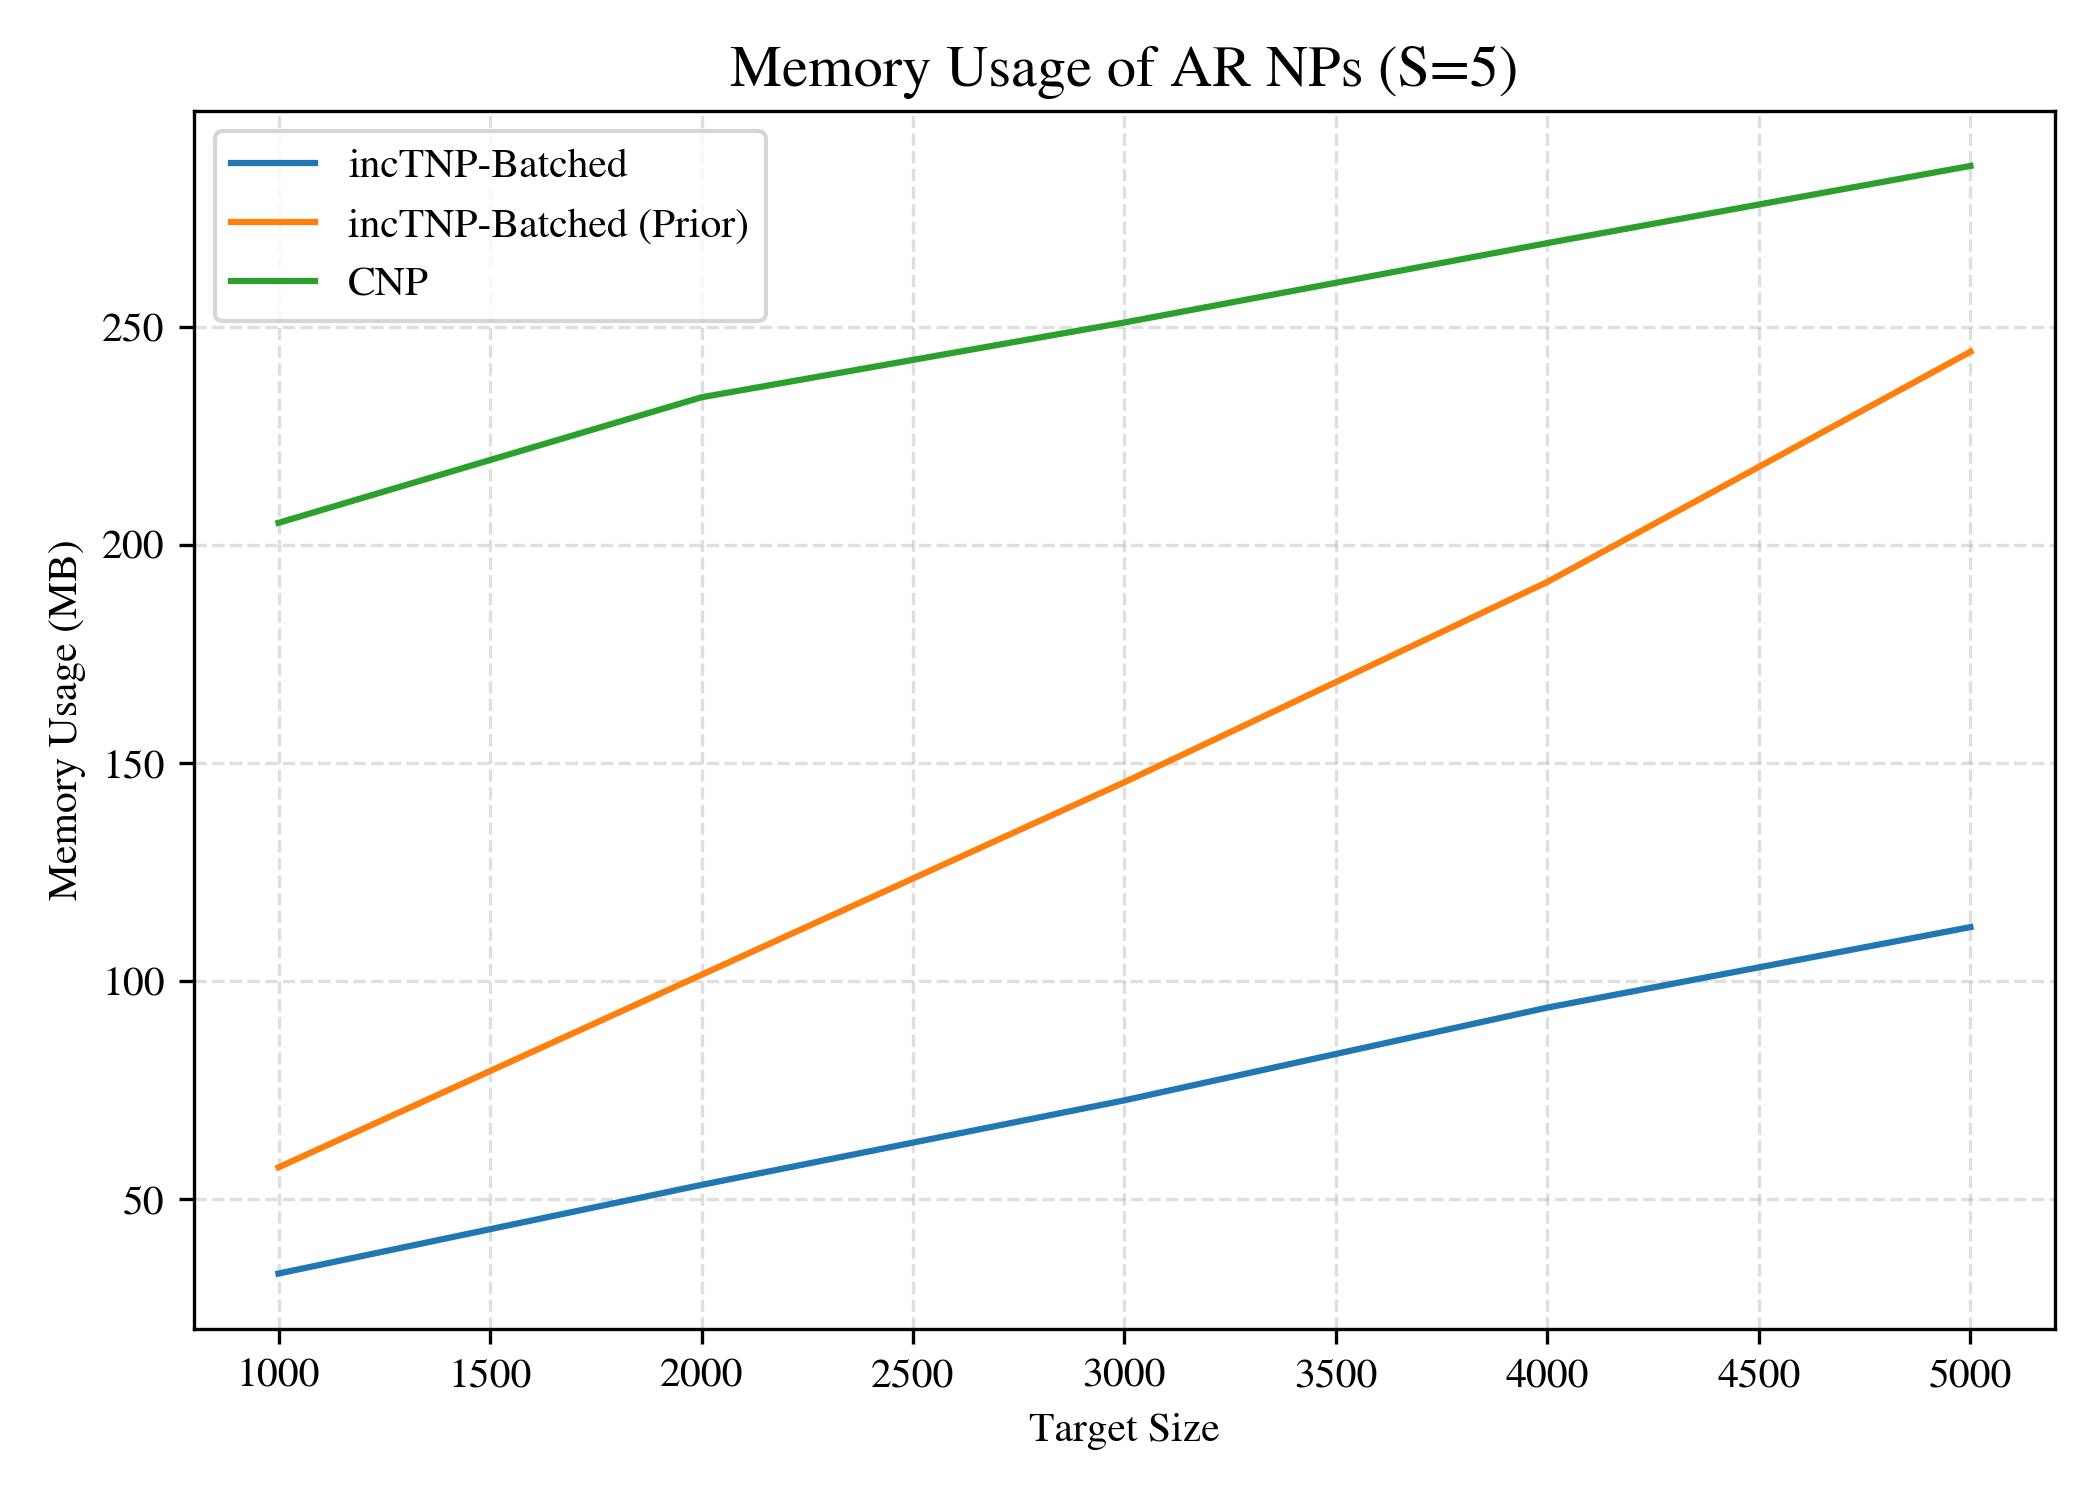 Memory Usage of AR NPs (S=5)
incTNP-Batched
incTNP-Batched (Prior)
CNP
Memory Usage (MB)
250
200
150
100
50
1000 1500 2000 2500 3000 3500 4000 4500 5000
Target Size